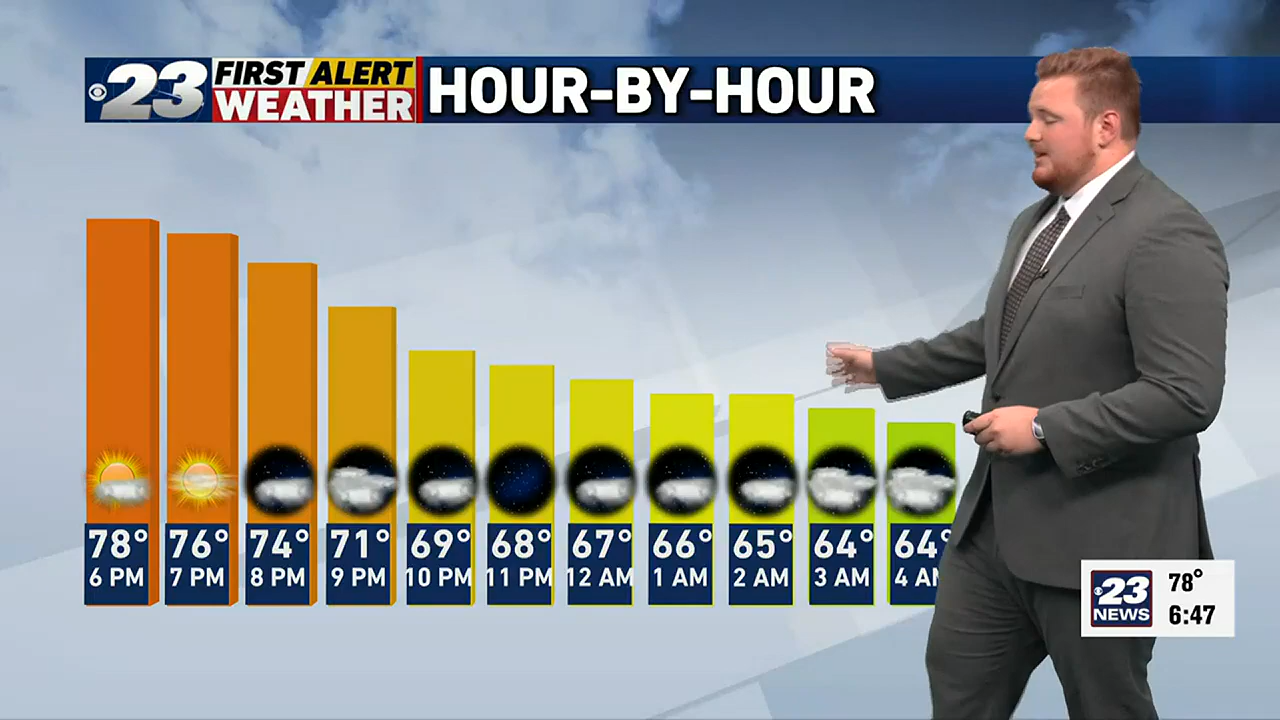 23 FIRST ALERT WEATHER HOUR-BY-HOUR
78° 76° 74° 71° 69° 68° 67° 66° 65° 64° 64°
6 PM 7 PM 8 PM 9 PM 10 PM 11 PM 12 AM 1 AM 2 AM 3 AM 4 AM
23 NEWS
78°
6:47